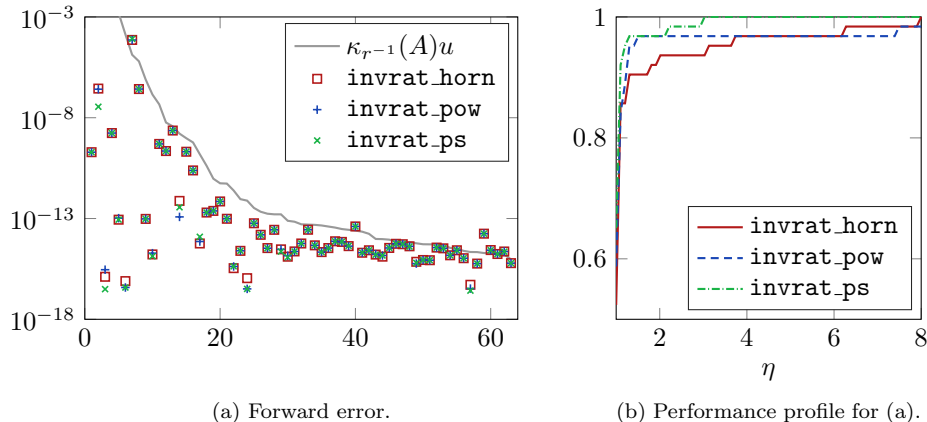 10^−3
10^−8
10^−13
10^−18
0
20
40
60
κ_{r^−1}(A)u
invrat_horn
invrat_pow
invrat_ps
(a) Forward error.
1
0.8
0.6
2
4
6
8
η
invrat_horn
invrat_pow
invrat_ps
(b) Performance profile for (a).